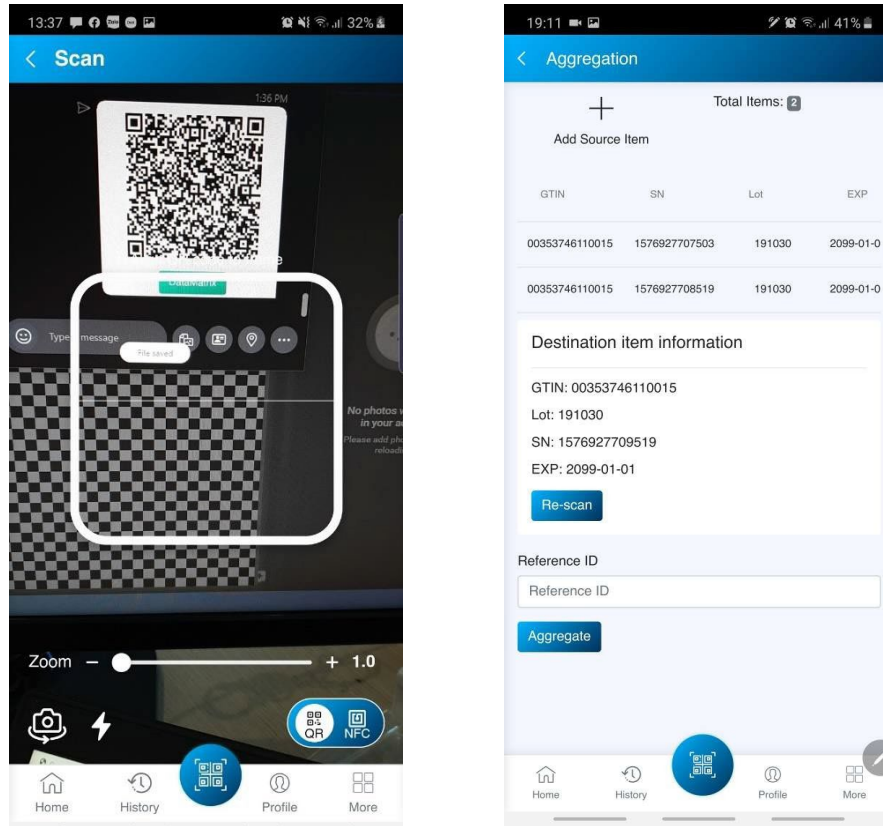 13:37
32%
Scan
1:36 PM
DataMatrix
Type message
File saved
No photos
in your
Please add
reloading
Zoom − + 1.0
QR
NFC
Home
History
Profile
More
19:11
41%
Aggregation
Total Items: 2
Add Source Item
GTIN SN Lot EXP
00353746110015 1576927707503 191030 2099-01-0
00353746110015 1576927708519 191030 2099-01-0
Destination item information
GTIN: 00353746110015
Lot: 191030
SN: 1576927709519
EXP: 2099-01-01
Re-scan
Reference ID
Reference ID
Aggregate
Home
History
Profile
More